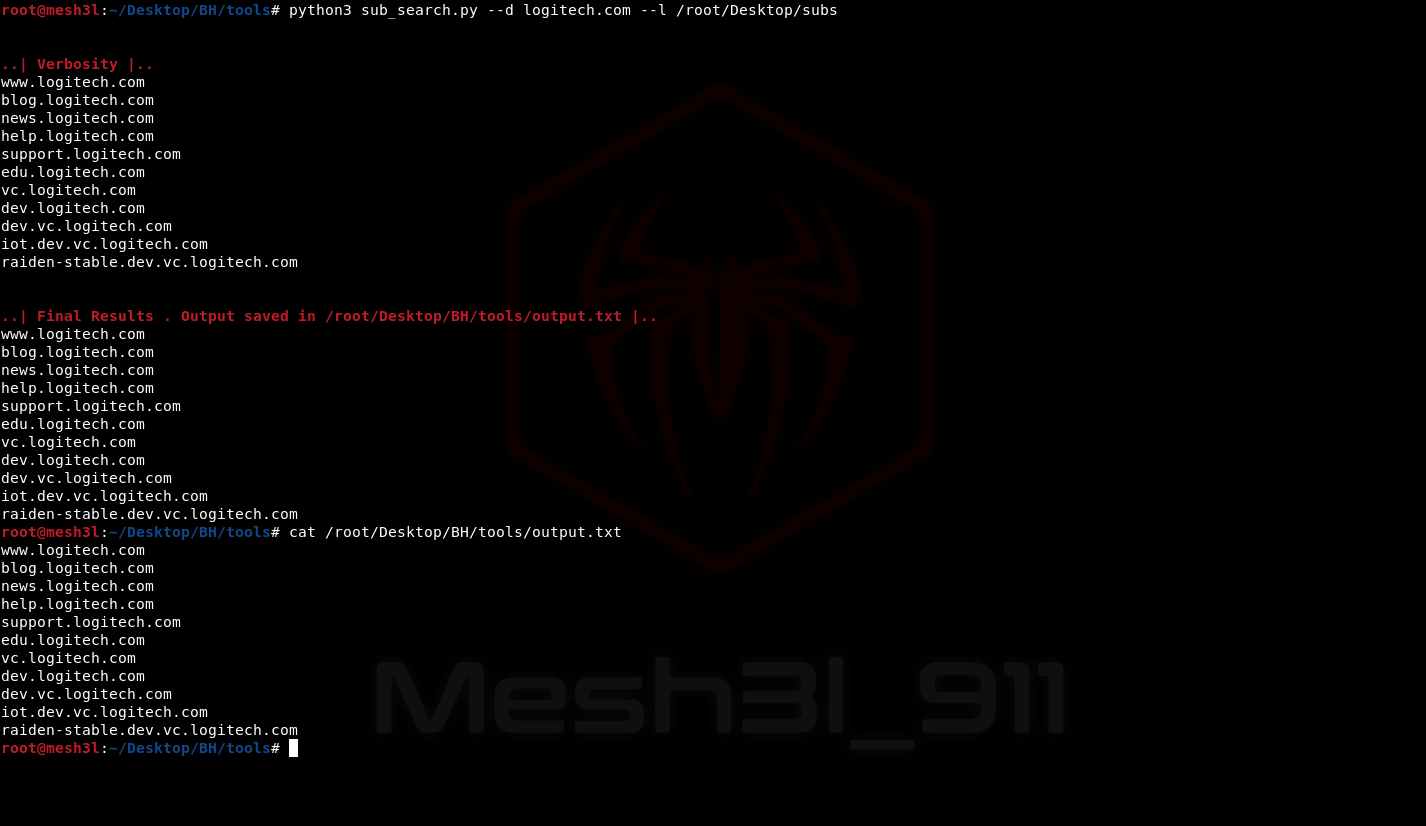 root@mesh3l:~/Desktop/BH/tools# python3 sub_search.py --d logitech.com --l /root/Desktop/subs
..| Verbosity |..
www.logitech.com
blog.logitech.com
news.logitech.com
help.logitech.com
support.logitech.com
edu.logitech.com
vc.logitech.com
dev.logitech.com
dev.vc.logitech.com
iot.dev.vc.logitech.com
raiden-stable.dev.vc.logitech.com
..| Final Results . Output saved in /root/Desktop/BH/tools/output.txt |..
www.logitech.com
blog.logitech.com
news.logitech.com
help.logitech.com
support.logitech.com
edu.logitech.com
vc.logitech.com
dev.logitech.com
dev.vc.logitech.com
iot.dev.vc.logitech.com
raiden-stable.dev.vc.logitech.com
root@mesh3l:~/Desktop/BH/tools# cat /root/Desktop/BH/tools/output.txt
www.logitech.com
blog.logitech.com
news.logitech.com
help.logitech.com
support.logitech.com
edu.logitech.com
vc.logitech.com
dev.logitech.com
dev.vc.logitech.com
iot.dev.vc.logitech.com
raiden-stable.dev.vc.logitech.com
root@mesh3l:~/Desktop/BH/tools#
Mesh3l_911